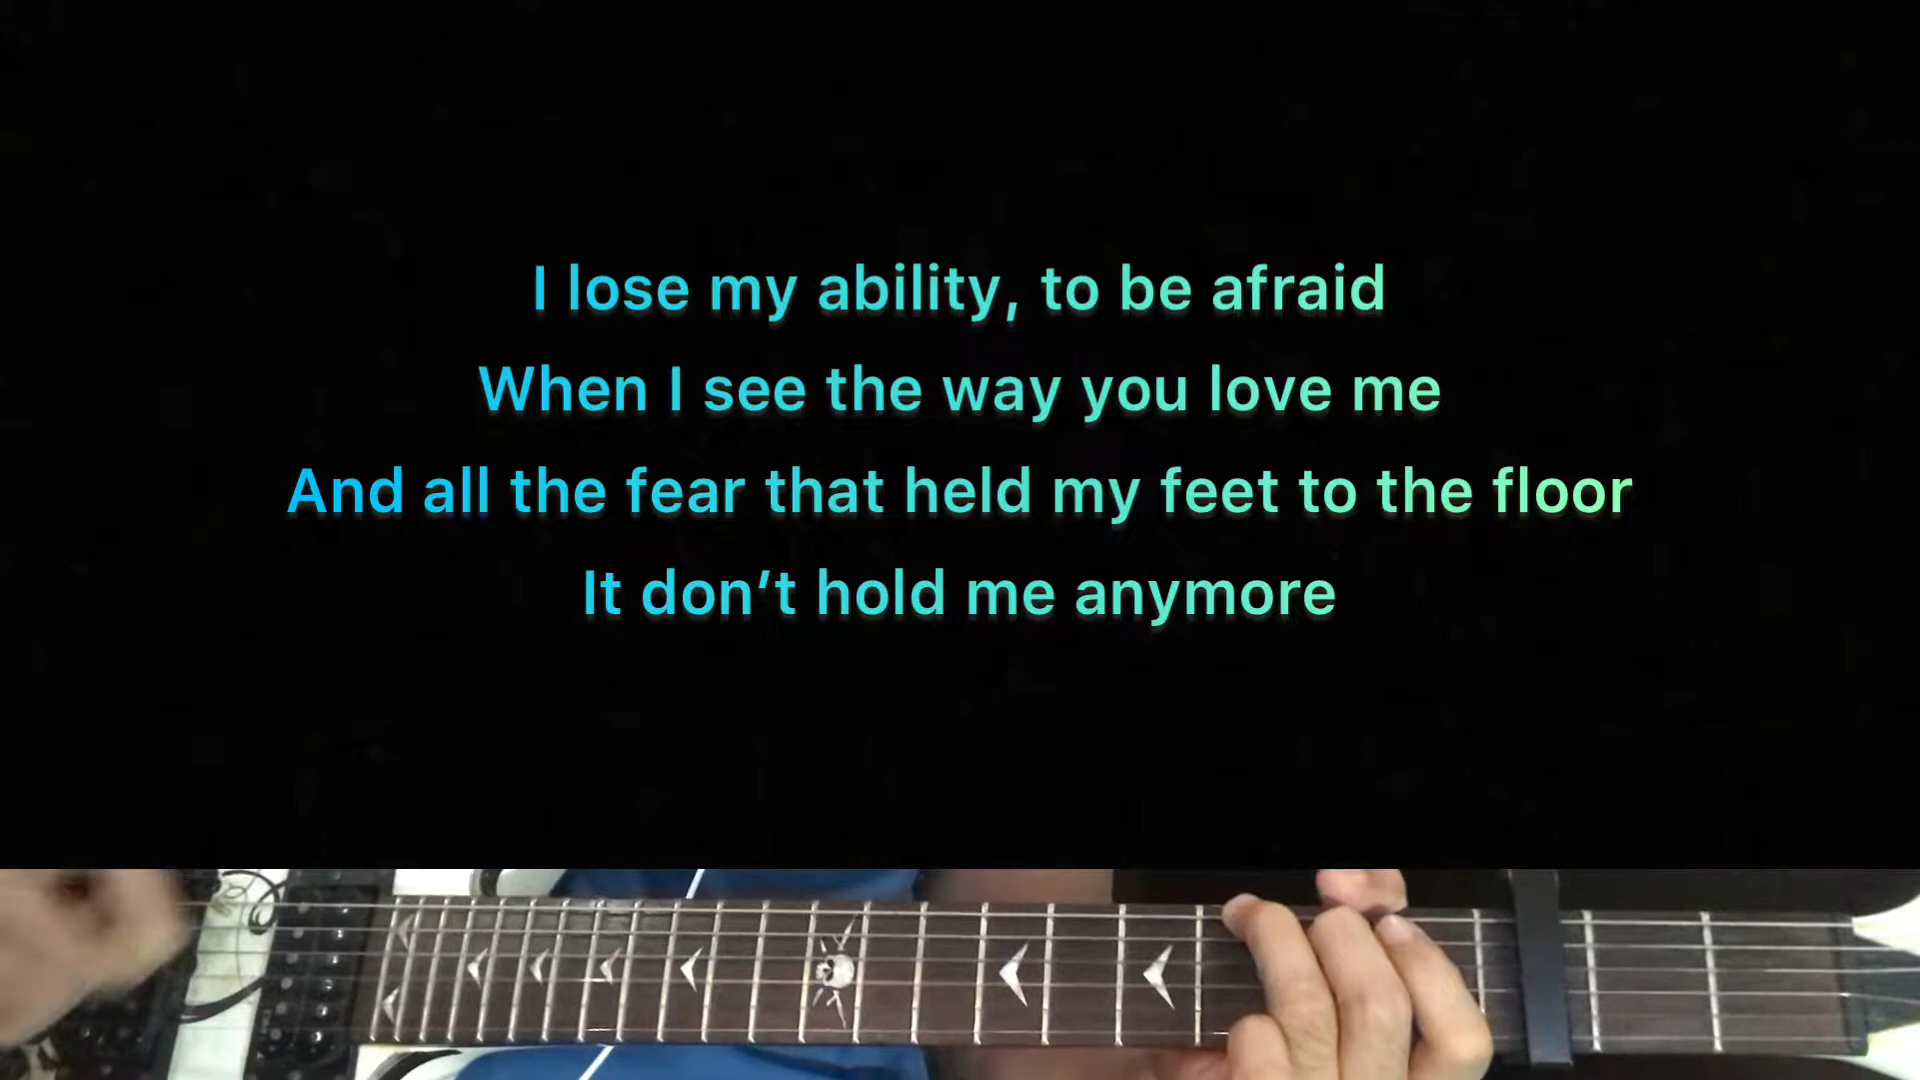 I lose my ability, to be afraid
When I see the way you love me
And all the fear that held my feet to the floor
It don’t hold me anymore